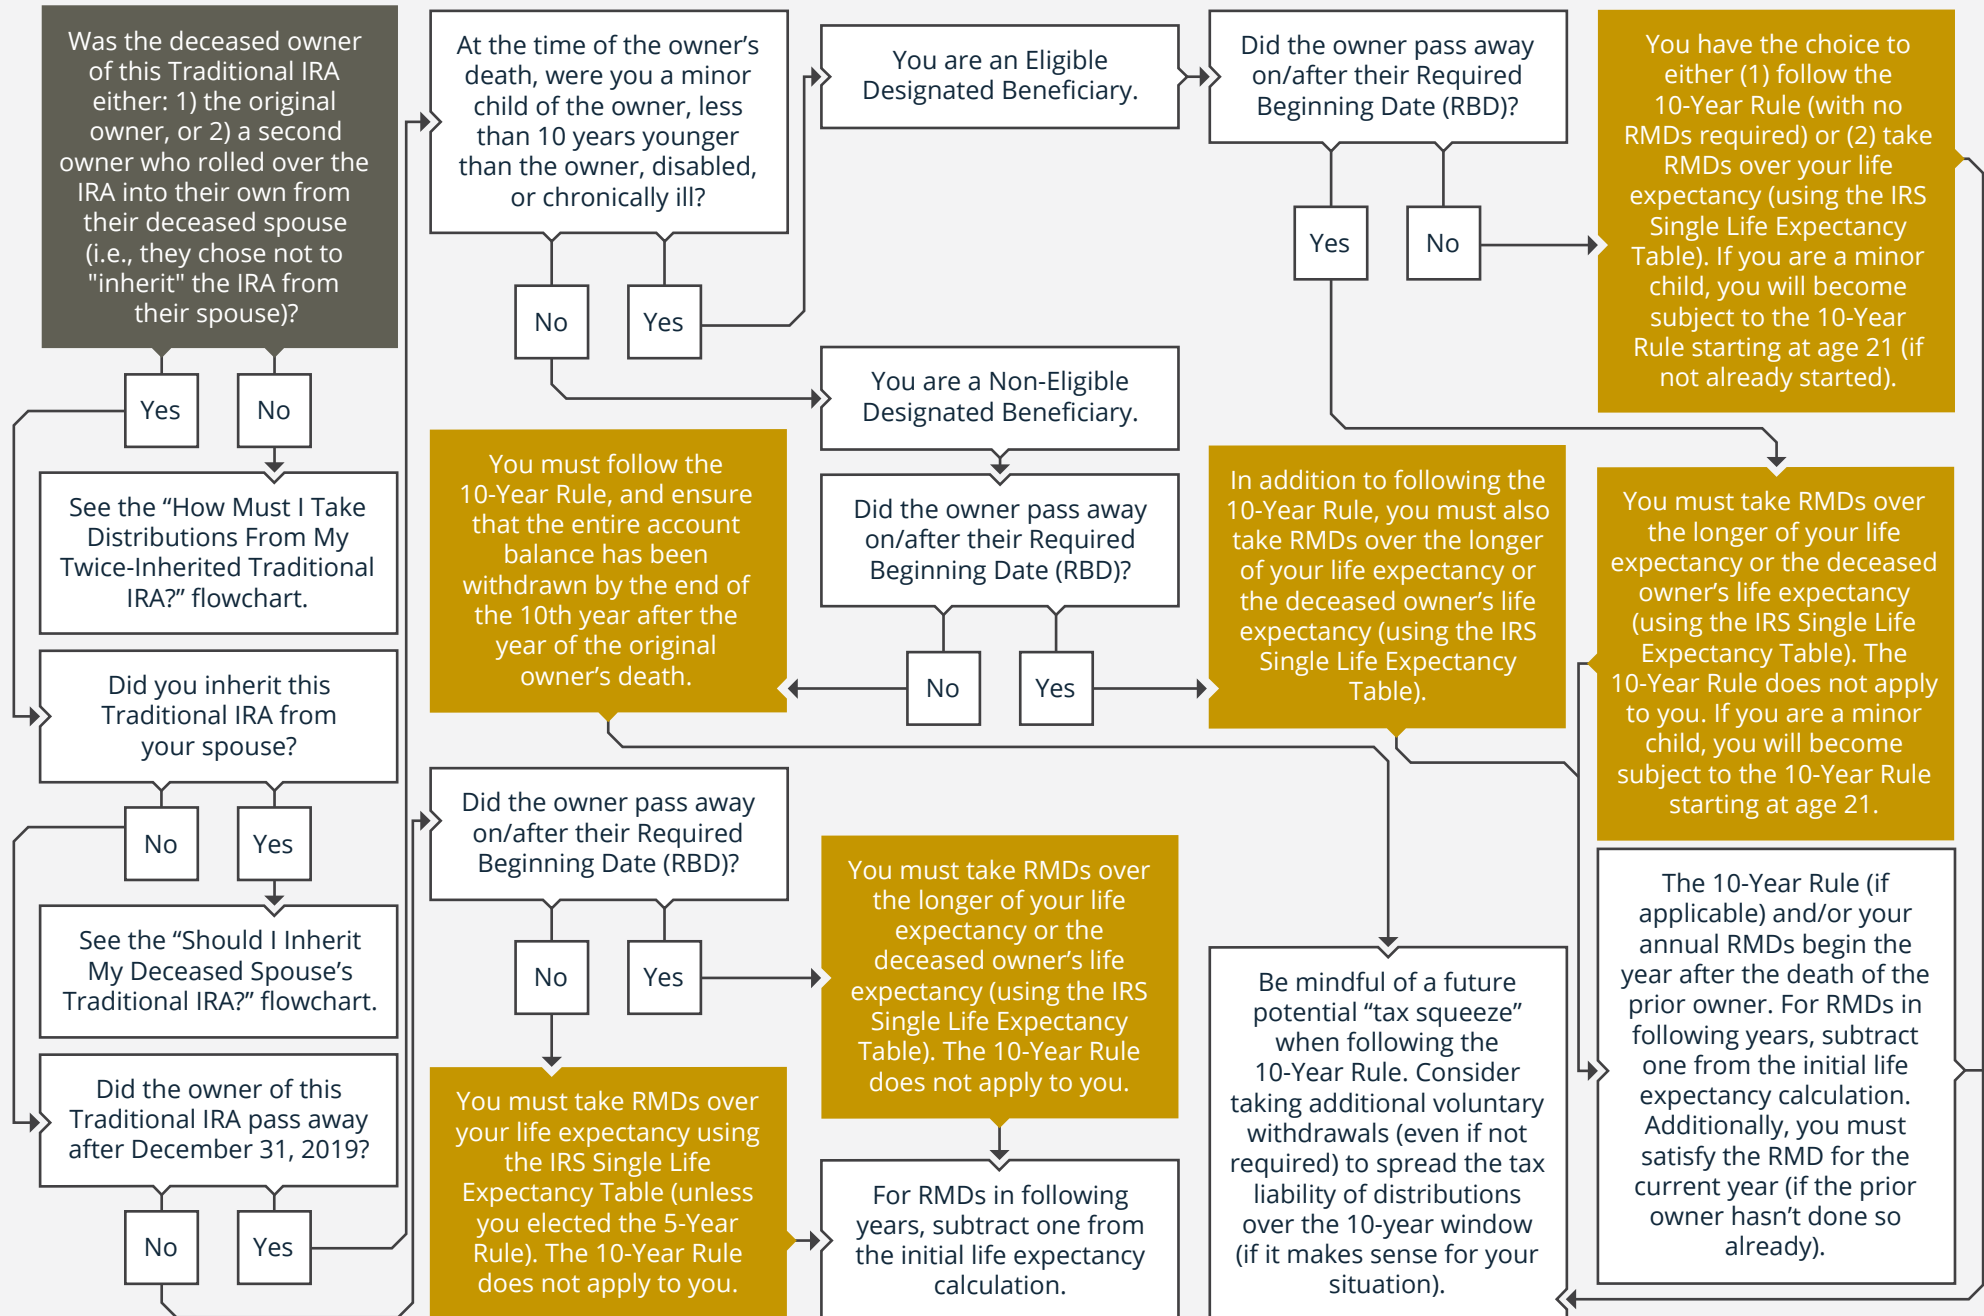 Was the deceased owner
of this Traditional IRA
either: 1) the original
owner, or 2) a second
owner who rolled over the
IRA into their own from
their deceased spouse
(i.e., they chose not to
"inherit" the IRA from
their spouse)?
Yes
No
See the “How Must I Take
Distributions From My
Twice-Inherited Traditional
IRA?” flowchart.
Did you inherit this
Traditional IRA from
your spouse?
No
Yes
See the “Should I Inherit
My Deceased Spouse’s
Traditional IRA?” flowchart.
Did the owner of this
Traditional IRA pass away
after December 31, 2019?
No
Yes
At the time of the owner’s
death, were you a minor
child of the owner, less
than 10 years younger
than the owner, disabled,
or chronically ill?
No
Yes
You are an Eligible
Designated Beneficiary.
Did the owner pass away
on/after their Required
Beginning Date (RBD)?
Yes
No
You have the choice to
either (1) follow the
10-Year Rule (with no
RMDs required) or (2) take
RMDs over your life
expectancy (using the IRS
Single Life Expectancy
Table). If you are a minor
child, you will become
subject to the 10-Year
Rule starting at age 21 (if
not already started).
You are a Non-Eligible
Designated Beneficiary.
Did the owner pass away
on/after their Required
Beginning Date (RBD)?
No
Yes
You must follow the
10-Year Rule, and ensure
that the entire account
balance has been
withdrawn by the end of
the 10th year after the
year of the original
owner’s death.
In addition to following the
10-Year Rule, you must also
take RMDs over the longer
of your life expectancy or
the deceased owner’s life
expectancy (using the IRS
Single Life Expectancy
Table).
You must take RMDs over
the longer of your life
expectancy or the deceased
owner’s life expectancy
(using the IRS Single Life
Expectancy Table). The
10-Year Rule does not apply
to you. If you are a minor
child, you will become
subject to the 10-Year Rule
starting at age 21.
Did the owner pass away
on/after their Required
Beginning Date (RBD)?
No
Yes
You must take RMDs over
the longer of your life
expectancy or the
deceased owner’s life
expectancy (using the IRS
Single Life Expectancy
Table). The 10-Year Rule
does not apply to you.
You must take RMDs over
your life expectancy using
the IRS Single Life
Expectancy Table (unless
you elected the 5-Year
Rule). The 10-Year Rule
does not apply to you.
For RMDs in following
years, subtract one from
the initial life expectancy
calculation.
Be mindful of a future
potential “tax squeeze”
when following the
10-Year Rule. Consider
taking additional voluntary
withdrawals (even if not
required) to spread the tax
liability of distributions
over the 10-year window
(if it makes sense for your
situation).
The 10-Year Rule (if
applicable) and/or your
annual RMDs begin the
year after the death of the
prior owner. For RMDs in
following years, subtract
one from the initial life
expectancy calculation.
Additionally, you must
satisfy the RMD for the
current year (if the prior
owner hasn’t done so
already).